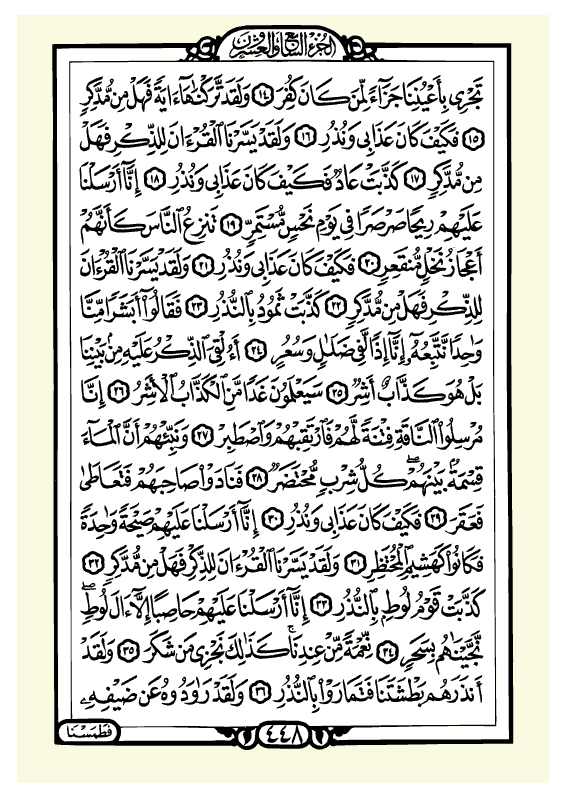 الجزء السابع والعشرون
تَجْرِى بِأَعْيُنِنَا جَزَآءً لِّمَن كَانَ كُفِرَ ١٤ وَلَقَد تَّرَكْنَٰهَآ ءَايَةً فَهَلْ مِن مُّدَّكِرٍ
١٥ فَكَيْفَ كَانَ عَذَابِى وَنُذُرِ ١٦ وَلَقَدْ يَسَّرْنَا ٱلْقُرْءَانَ لِلذِّكْرِ فَهَلْ
مِن مُّدَّكِرٍ ١٧ كَذَّبَتْ عَادٌ فَكَيْفَ كَانَ عَذَابِى وَنُذُرِ ١٨ إِنَّآ أَرْسَلْنَا
عَلَيْهِمْ رِيحًا صَرْصَرًا فِى يَوْمِ نَحْسٍ مُّسْتَمِرٍّ ١٩ تَنزِعُ ٱلنَّاسَ كَأَنَّهُمْ
أَعْجَازُ نَخْلٍ مُّنقَعِرٍ ٢٠ فَكَيْفَ كَانَ عَذَابِى وَنُذُرِ ٢١ وَلَقَدْ يَسَّرْنَا ٱلْقُرْءَانَ
لِلذِّكْرِ فَهَلْ مِن مُّدَّكِرٍ ٢٢ كَذَّبَتْ ثَمُودُ بِٱلنُّذُرِ ٢٣ فَقَالُوٓا۟ أَبَشَرًا مِّنَّا
وَٰحِدًا نَّتَّبِعُهُۥٓ إِنَّآ إِذًا لَّفِى ضَلَٰلٍ وَسُعُرٍ ٢٤ أَءُلْقِىَ ٱلذِّكْرُ عَلَيْهِ مِنۢ بَيْنِنَا
بَلْ هُوَ كَذَّابٌ أَشِرٌ ٢٥ سَيَعْلَمُونَ غَدًا مَّنِ ٱلْكَذَّابُ ٱلْأَشِرُ ٢٦ إِنَّا
مُرْسِلُوا۟ ٱلنَّاقَةِ فِتْنَةً لَّهُمْ فَٱرْتَقِبْهُمْ وَٱصْطَبِرْ ٢٧ وَنَبِّئْهُمْ أَنَّ ٱلْمَآءَ
قِسْمَةٌۢ بَيْنَهُمْ ۖ كُلُّ شِرْبٍ مُّحْتَضَرٌ ٢٨ فَنَادَوْا۟ صَاحِبَهُمْ فَتَعَاطَىٰ
فَعَقَرَ ٢٩ فَكَيْفَ كَانَ عَذَابِى وَنُذُرِ ٣٠ إِنَّآ أَرْسَلْنَا عَلَيْهِمْ صَيْحَةً وَٰحِدَةً
فَكَانُوا۟ كَهَشِيمِ ٱلْمُحْتَظِرِ ٣١ وَلَقَدْ يَسَّرْنَا ٱلْقُرْءَانَ لِلذِّكْرِ فَهَلْ مِن مُّدَّكِرٍ ٣٢
كَذَّبَتْ قَوْمُ لُوطٍۭ بِٱلنُّذُرِ ٣٣ إِنَّآ أَرْسَلْنَا عَلَيْهِمْ حَاصِبًا إِلَّآ ءَالَ لُوطٍ ۖ
نَّجَّيْنَٰهُم بِسَحَرٍ ٣٤ نِّعْمَةً مِّنْ عِندِنَا ۚ كَذَٰلِكَ نَجْزِى مَن شَكَرَ ٣٥ وَلَقَدْ
أَنذَرَهُم بَطْشَتَنَا فَتَمَارَوْا۟ بِٱلنُّذُرِ ٣٦ وَلَقَدْ رَٰوَدُوهُ عَن ضَيْفِهِۦ
فَطَمَسْنَا
٤٤٨